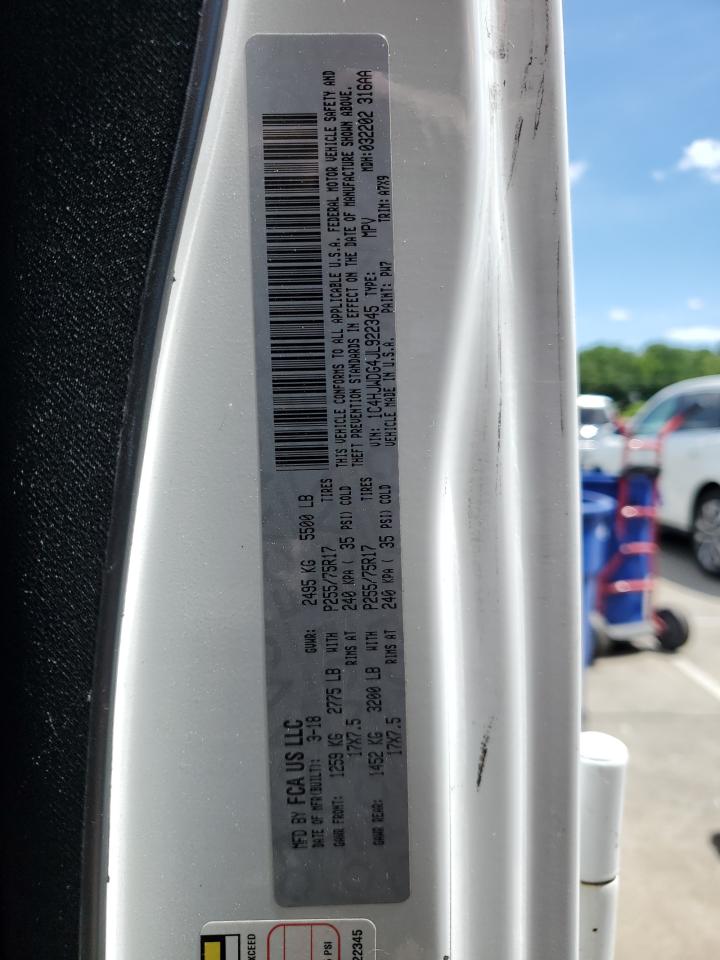 MFD BY FCA US LLC
DATE OF MFR(BUILT): 3-18 GVWR: 2495 KG 5500 LB
GAWR FRONT: 1259 KG 2775 LB WITH P255/75R17 TIRES
17X7.5 RIMS AT 240 KPA ( 35 PSI) COLD
GAWR REAR: 1452 KG 3200 LB WITH P255/75R17 TIRES
17X7.5 RIMS AT 240 KPA ( 35 PSI) COLD
THIS VEHICLE CONFORMS TO ALL APPLICABLE U.S.A. FEDERAL MOTOR VEHICLE SAFETY AND
THEFT PREVENTION STANDARDS IN EFFECT ON THE DATE OF MANUFACTURE SHOWN ABOVE.
VIN: 1C4HJWDG4JL922345 TYPE: MPV MDH:032202 316AA
VEHICLE MADE IN U.S.A. PAINT: PW7 TRIM: A7X9
EXCEED
PSI
22345